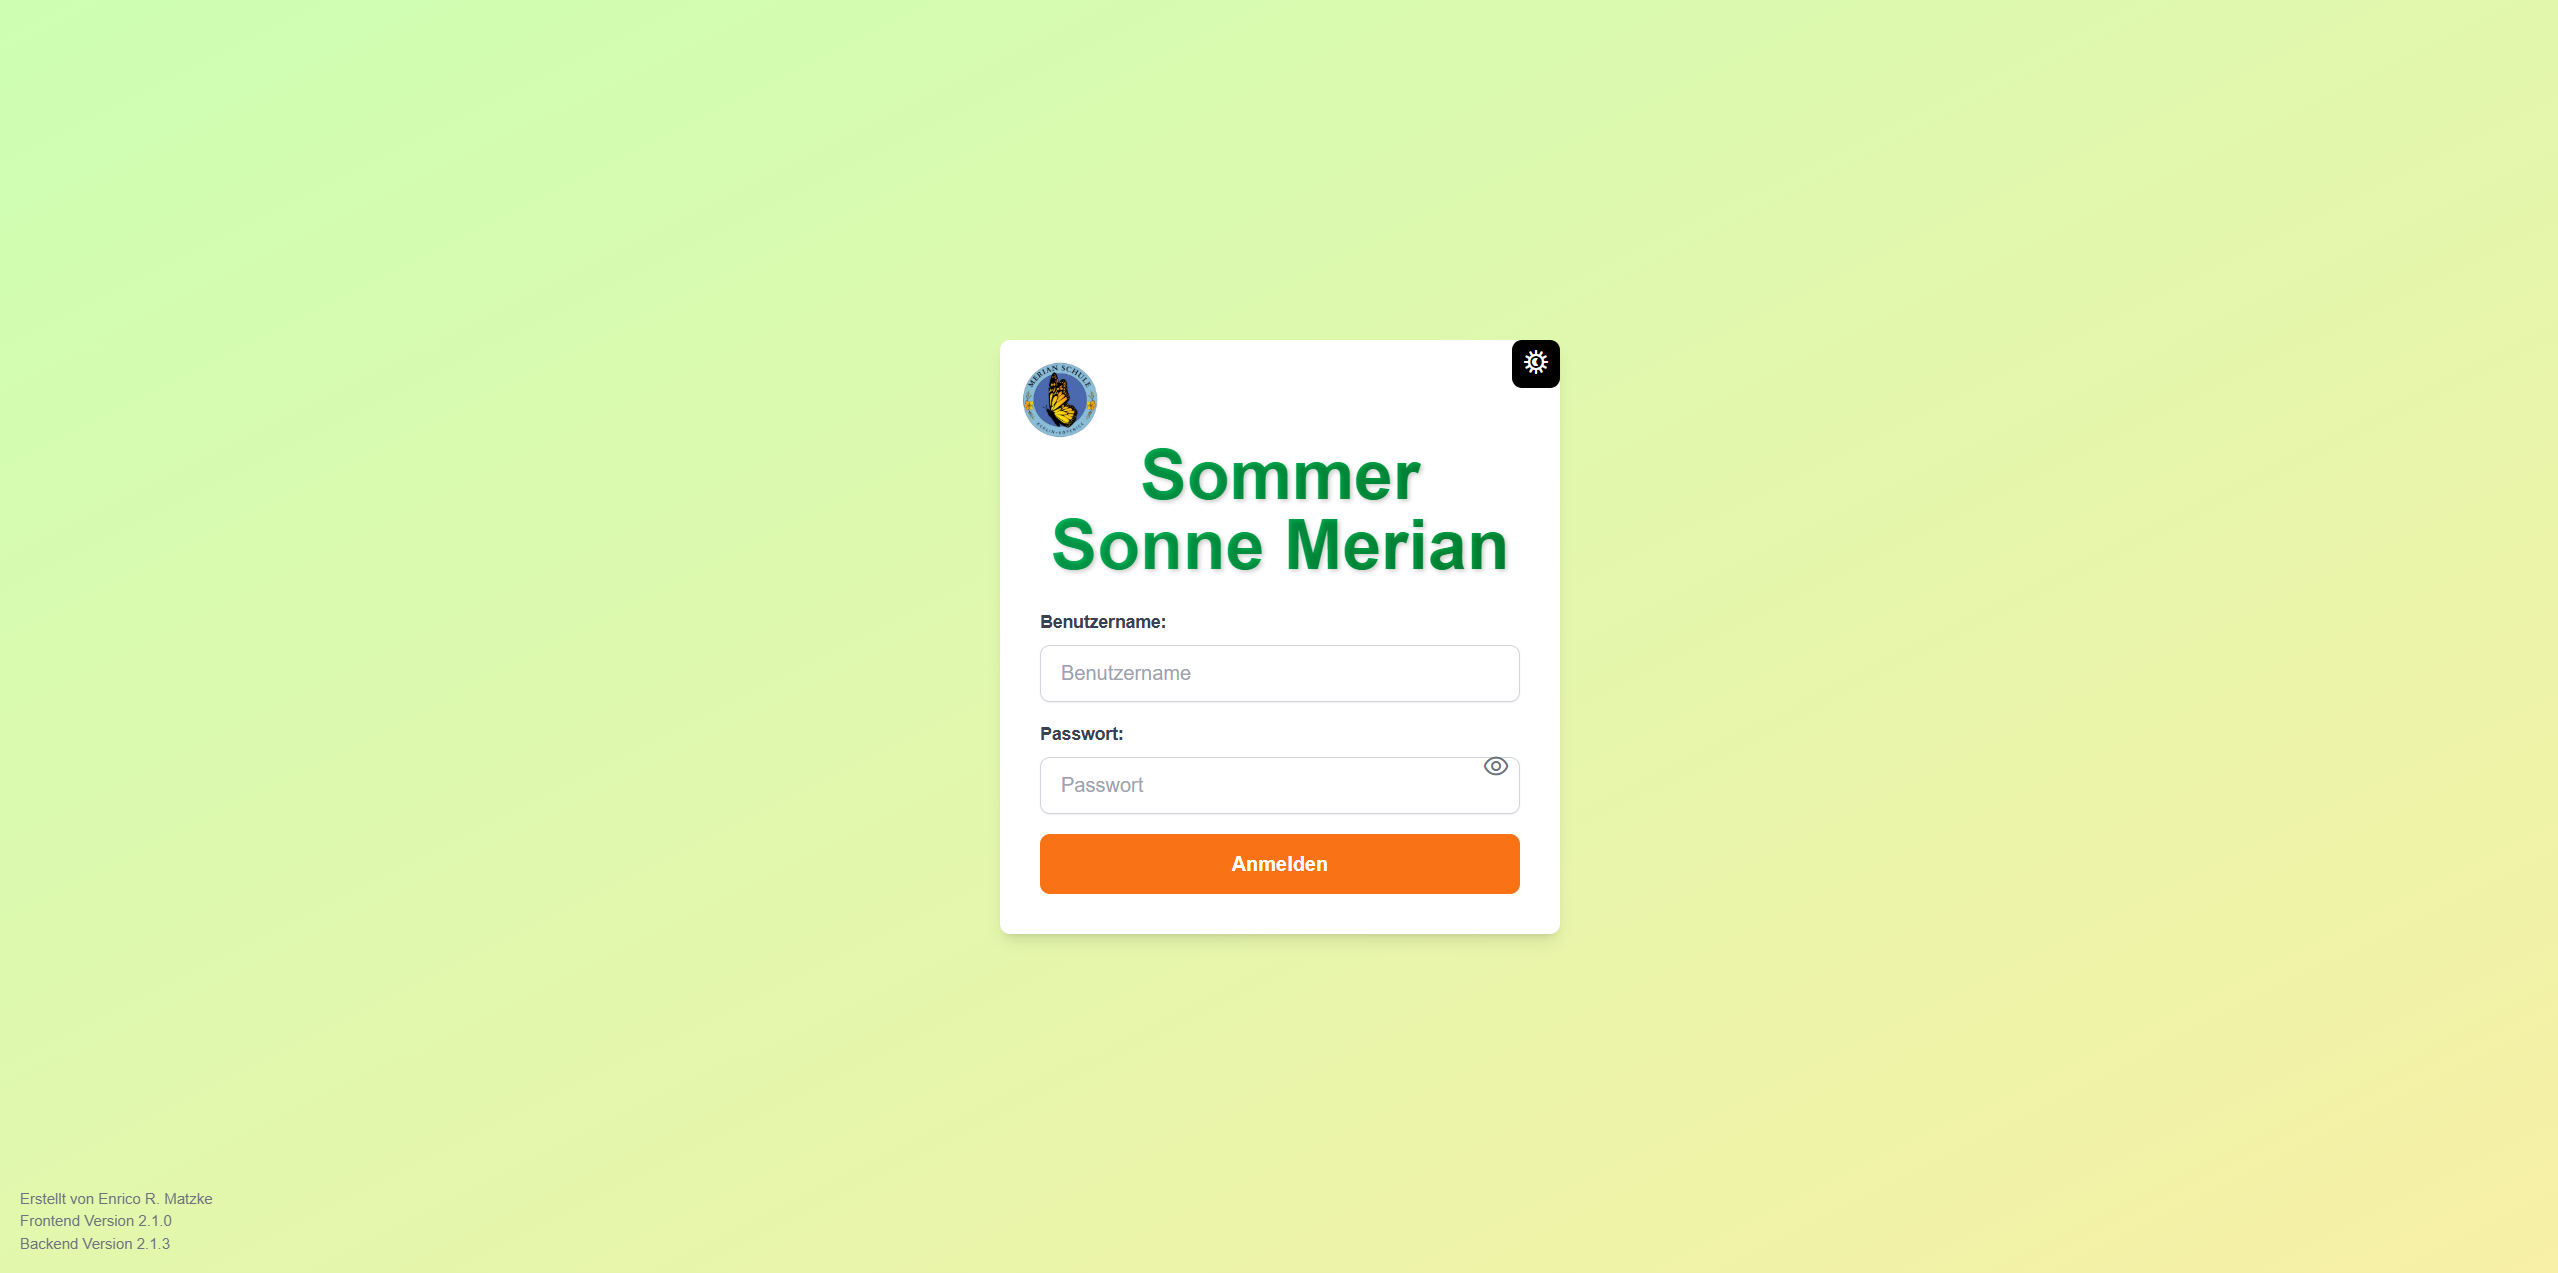 MERIAN SCHULE
Sommer
Sonne Merian
Benutzername:
Benutzername
Passwort:
Passwort
Anmelden
Erstellt von Enrico R. Matzke
Frontend Version 2.1.0
Backend Version 2.1.3